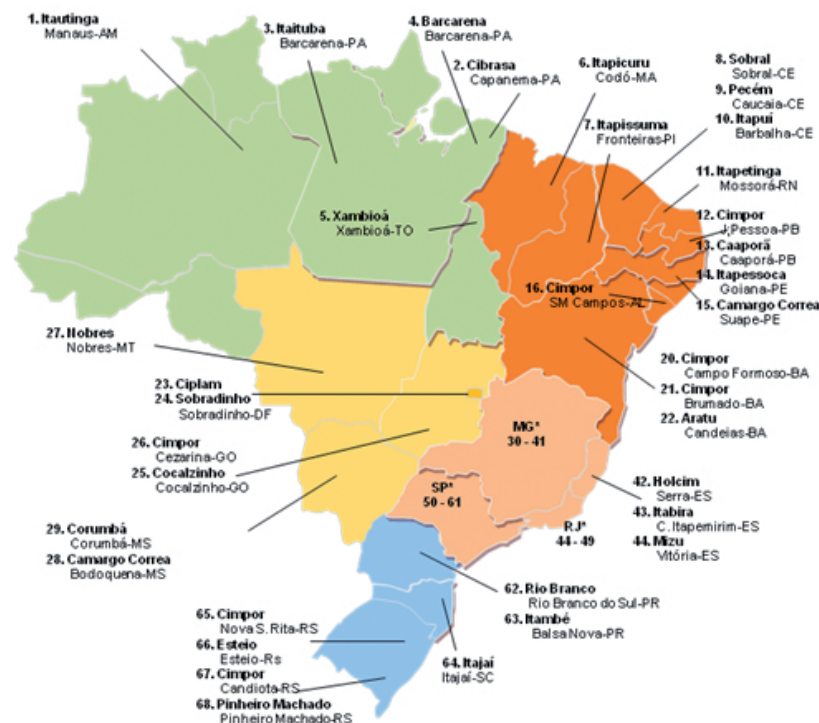 1. Itautinga
Manaus-AM
3. Itaituba
Barcarena-PA
4. Barcarena
Barcarena-PA
2. Cibrasa
Capanema-PA
6. Itapicuru
Codó-MA
7. Itapissuma
Fronteiras-PI
8. Sobral
Sobral-CE
9. Pecém
Caucaia-CE
10. Itapuí
Barbalha-CE
11. Itapetinga
Mossorá-RN
12. Cimpor
J.Pessoa-PB
13. Caaporã
Caaporá-PB
14. Itapessoca
Goiana-PE
15. Camargo Correa
Suape-PE
5. Xambioá
Xambioá-TO
16. Cimpor
SM Campos-AL
27. Nobres
Nobres-MT
23. Ciplam
24. Sobradinho
Sobradinho-DF
20. Cimpor
Campo Formoso-BA
21. Cimpor
Brumado-BA
22. Aratu
Candeias-BA
26. Cimpor
Cezarina-GO
25. Cocalzinho
Cocalzinho-GO
MG*
30 - 41
SP*
50 - 61
RJ*
44 - 49
42. Holcim
Serra-ES
43. Itabira
C. Itapemirim-ES
44. Mizu
Vitória-ES
29. Corumbá
Corumbá-MS
28. Camargo Correa
Bodoquena-MS
62. Rio Branco
Rio Branco do Sul-PR
63. Itambé
Balsa Nova-PR
65. Cimpor
Nova S. Rita-RS
66. Esteio
Esteio-Rs
67. Cimpor
Candiota-RS
68. Pinheiro Machado
Pinheiro Machado-RS
64. Itajaí
Itajaí-SC